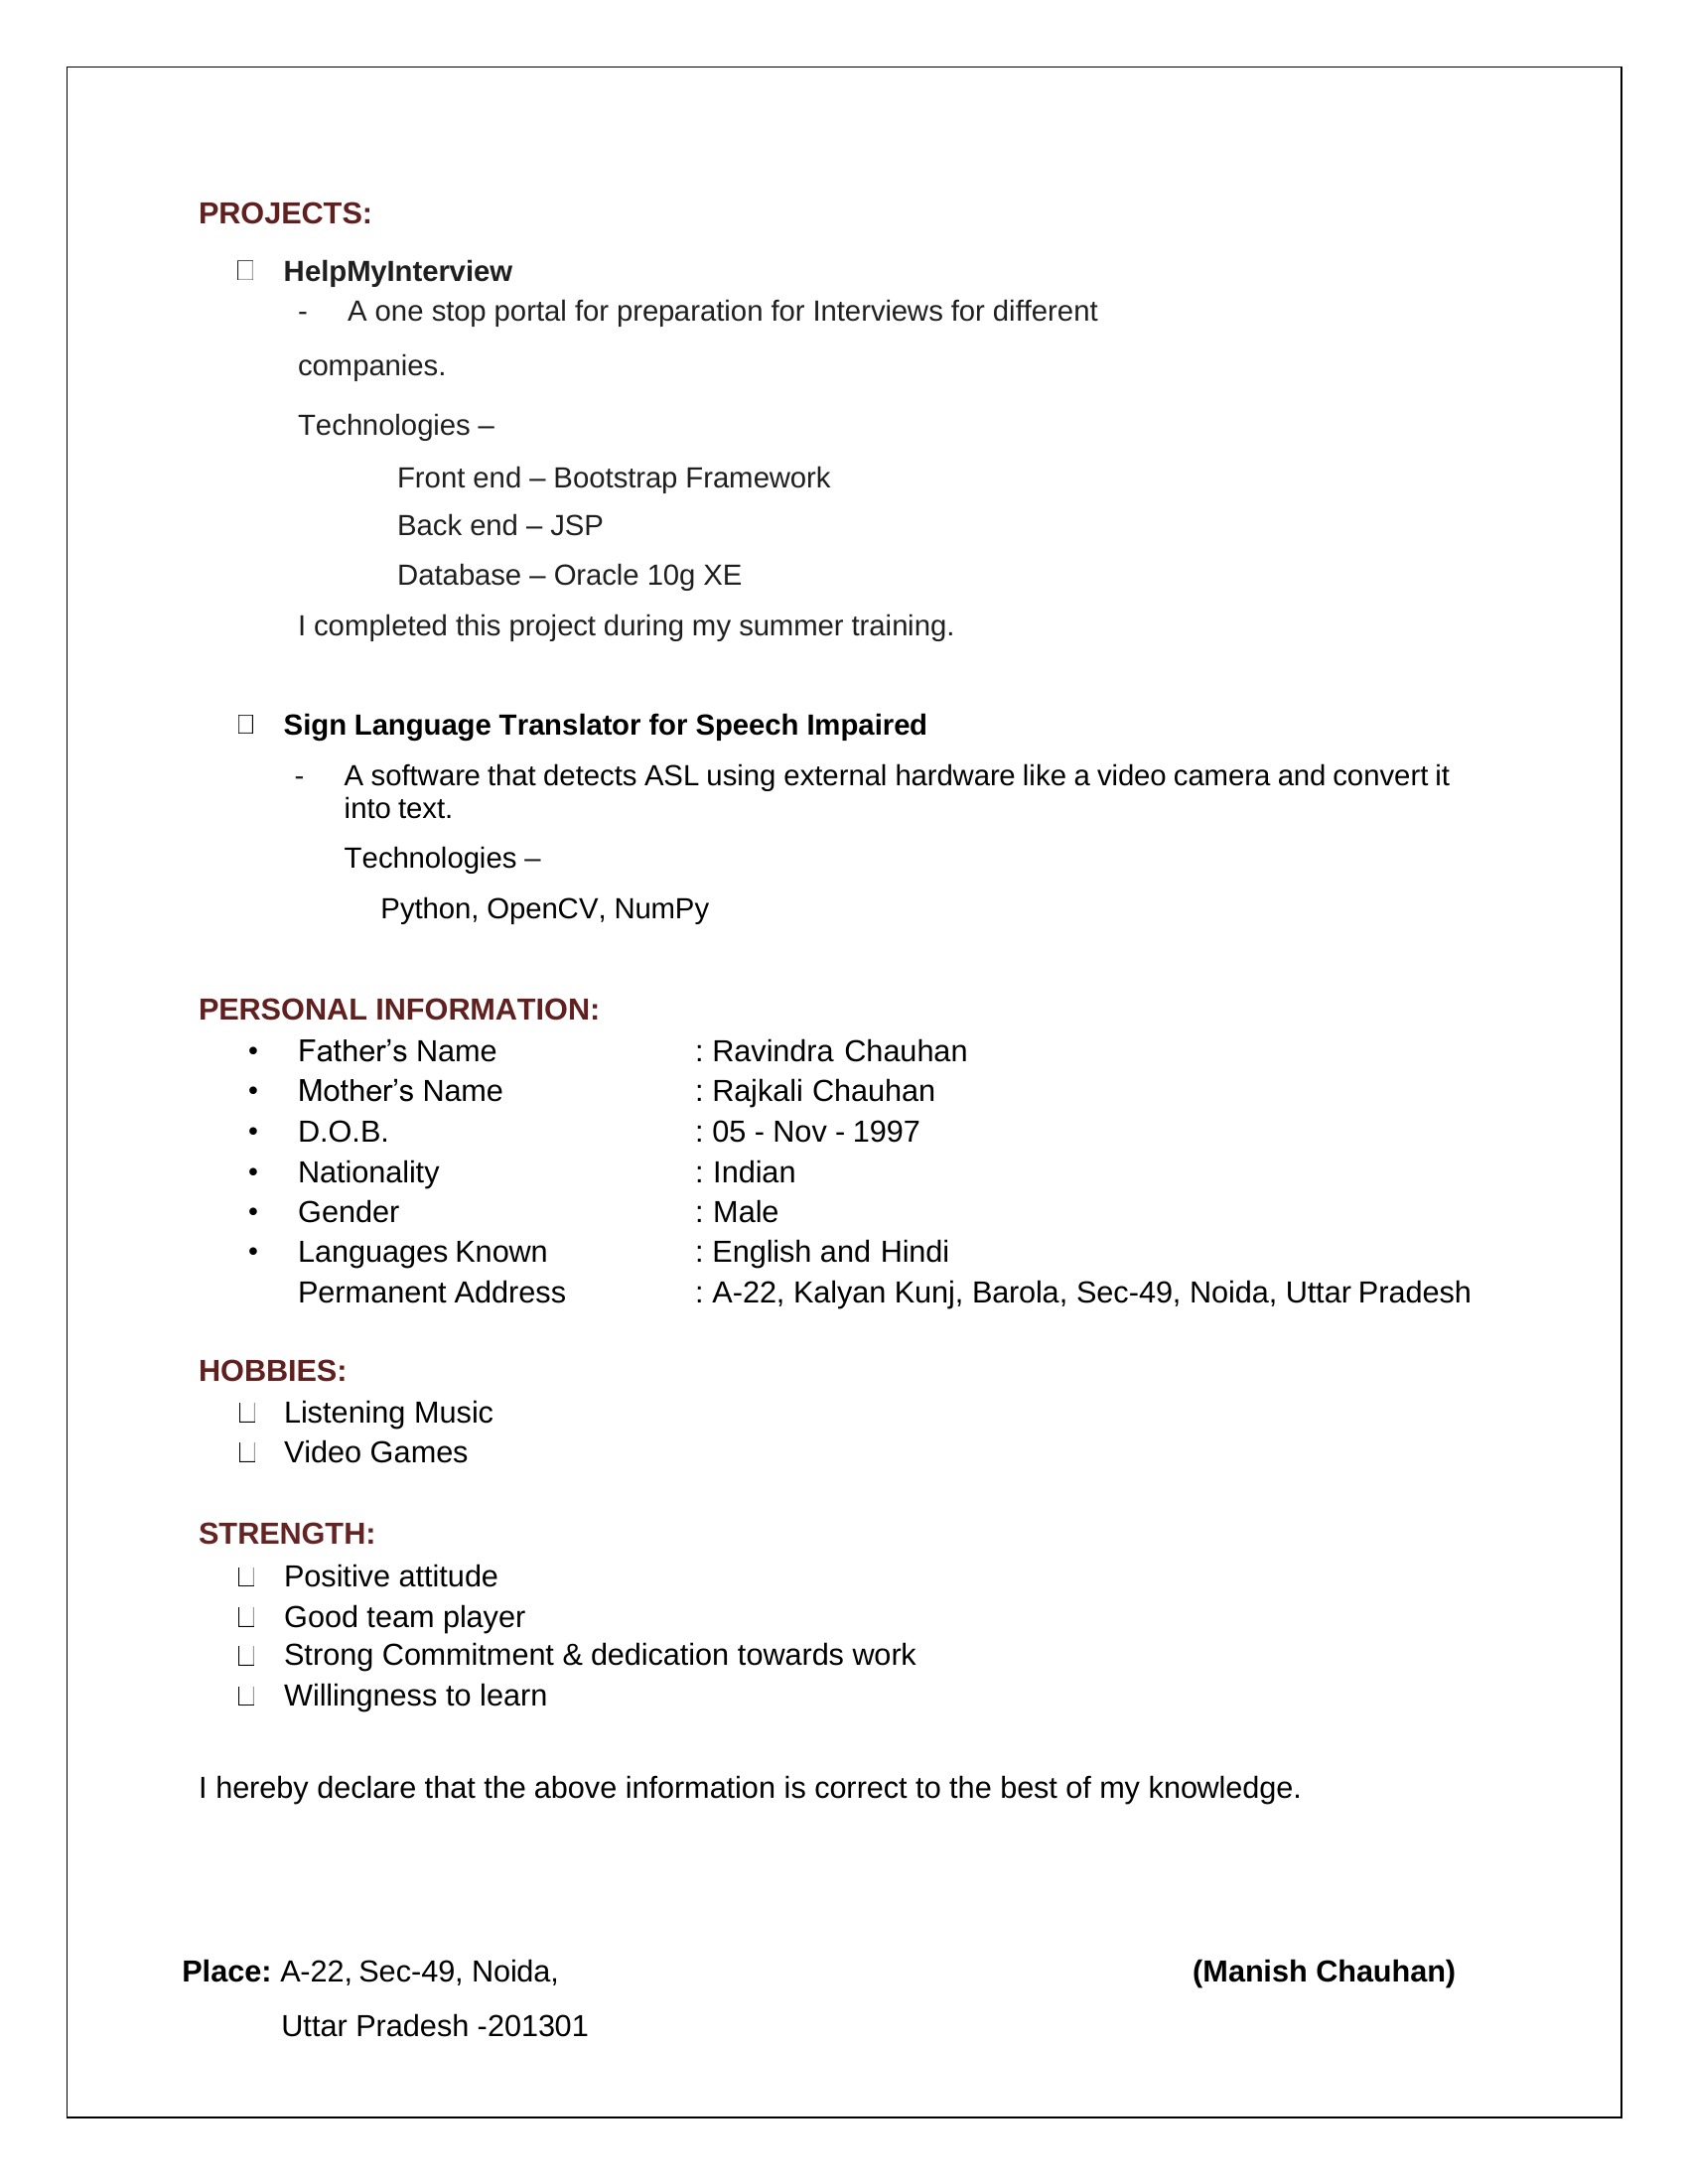 PROJECTS:
HelpMyInterview
- A one stop portal for preparation for Interviews for different
companies.
Technologies –
Front end – Bootstrap Framework
Back end – JSP
Database – Oracle 10g XE
I completed this project during my summer training.
Sign Language Translator for Speech Impaired
- A software that detects ASL using external hardware like a video camera and convert it
into text.
Technologies –
Python, OpenCV, NumPy
PERSONAL INFORMATION:
• Father’s Name : Ravindra Chauhan
• Mother’s Name : Rajkali Chauhan
• D.O.B. : 05 - Nov - 1997
• Nationality : Indian
• Gender : Male
• Languages Known : English and Hindi
Permanent Address : A-22, Kalyan Kunj, Barola, Sec-49, Noida, Uttar Pradesh
HOBBIES:
Listening Music
Video Games
STRENGTH:
Positive attitude
Good team player
Strong Commitment & dedication towards work
Willingness to learn
I hereby declare that the above information is correct to the best of my knowledge.
Place: A-22, Sec-49, Noida, (Manish Chauhan)
Uttar Pradesh -201301